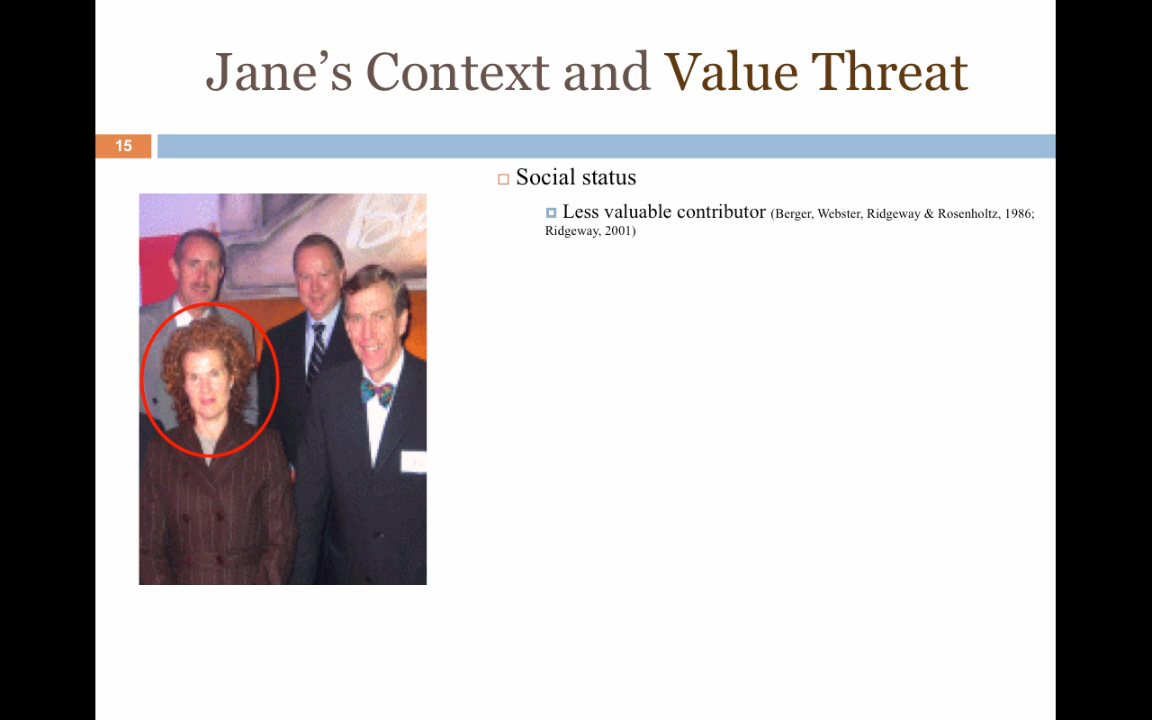 Jane’s Context and Value Threat
15
Social status
Less valuable contributor (Berger, Webster, Ridgeway & Rosenholtz, 1986;
Ridgeway, 2001)